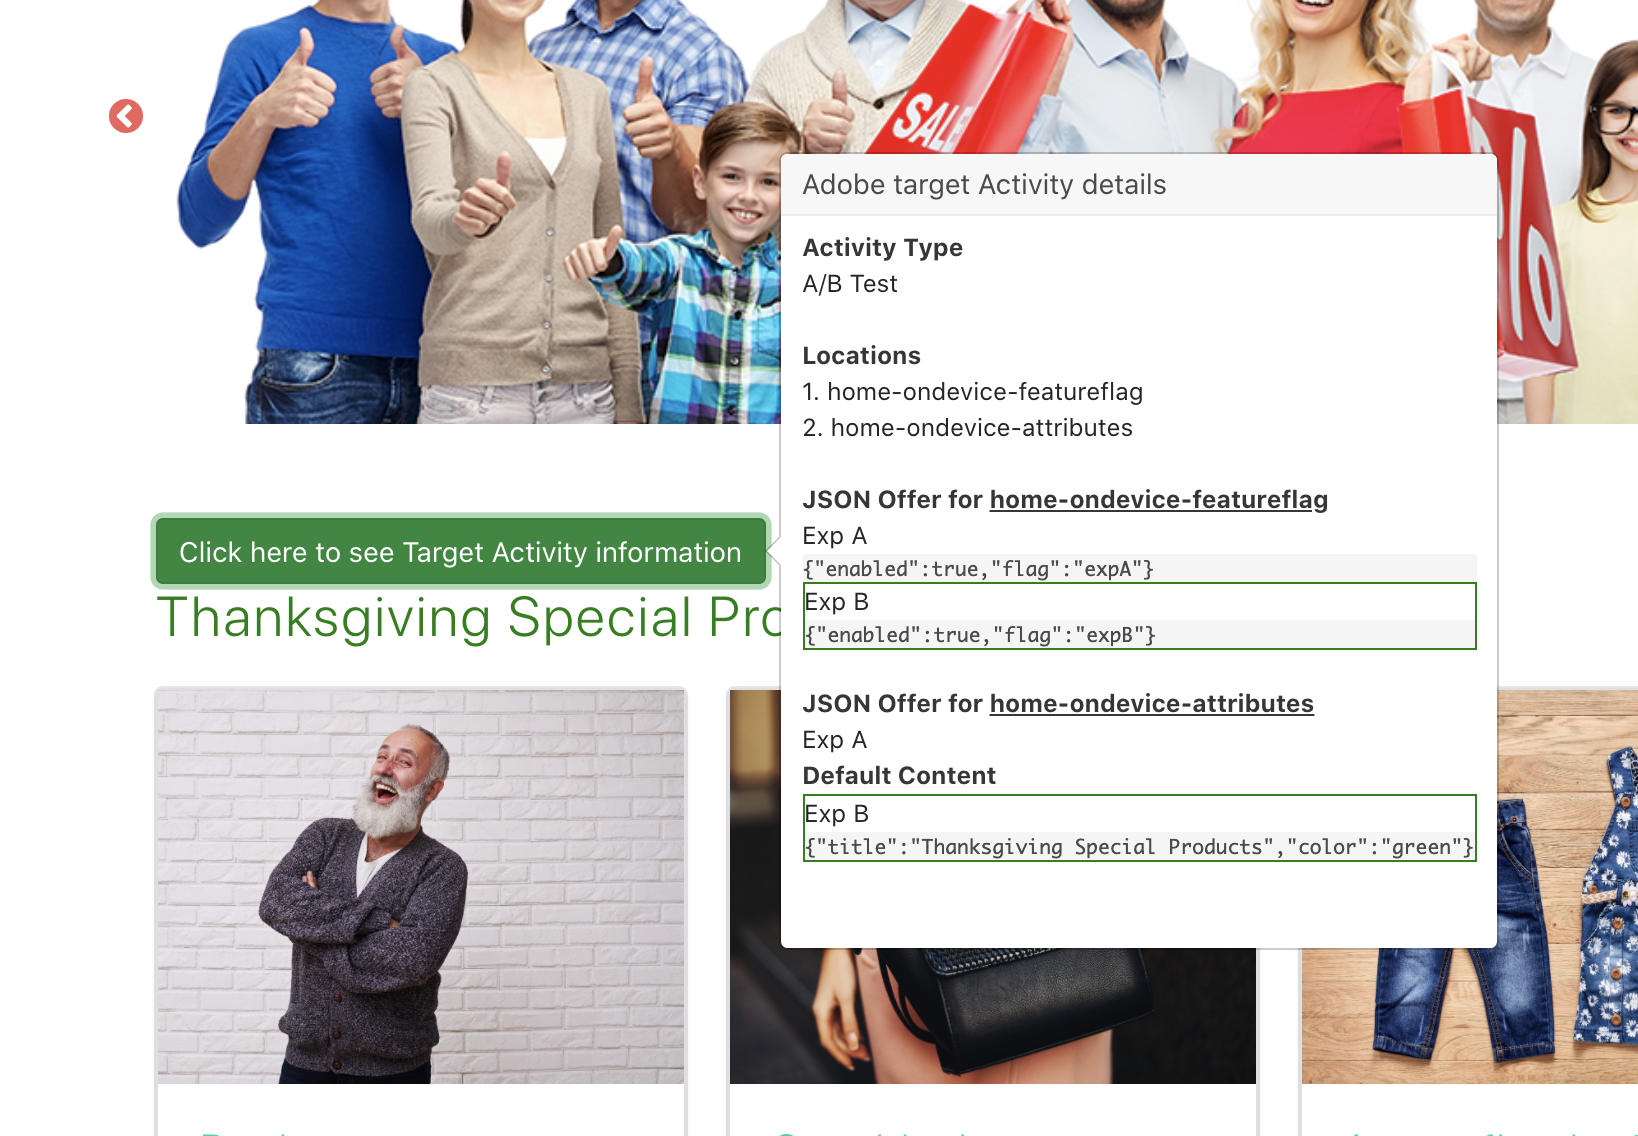 SALE
%
Adobe target Activity details
Activity Type
A/B Test
Locations
1. home-ondevice-featureflag
2. home-ondevice-attributes
JSON Offer for home-ondevice-featureflag
Exp A
{"enabled":true,"flag":"expA"}
Exp B
{"enabled":true,"flag":"expB"}
JSON Offer for home-ondevice-attributes
Exp A
Default Content
Exp B
{"title":"Thanksgiving Special Products","color":"green"}
Click here to see Target Activity information
Thanksgiving Special Pro